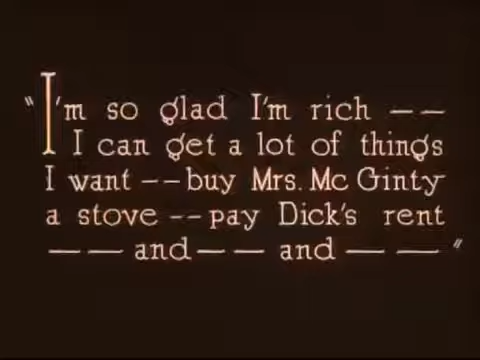 "I'm so glad I'm rich — —
I can get a lot of things
I want -- buy Mrs. Mc Ginty
a stove -- pay Dick's rent
— — and — — and — — "